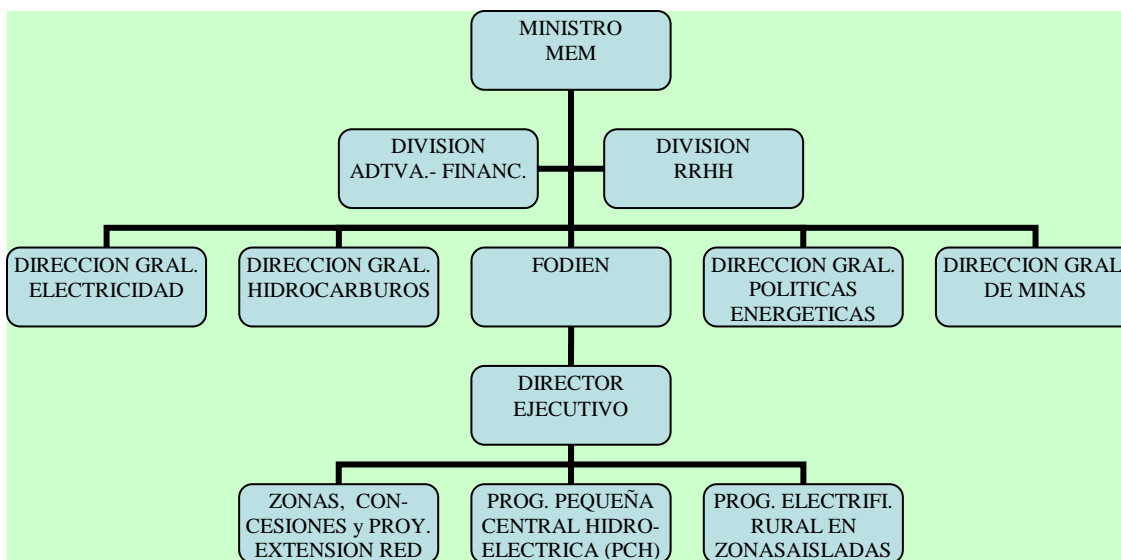 MINISTRO
MEM
DIVISION
ADTVA.- FINANC.
DIVISION
RRHH
DIRECCION GRAL.
ELECTRICIDAD
DIRECCION GRAL.
HIDROCARBUROS
FODIEN
DIRECCION GRAL.
POLITICAS
ENERGETICAS
DIRECCION GRAL.
DE MINAS
DIRECTOR
EJECUTIVO
ZONAS, CON-
CESIONES y PROY.
EXTENSION RED
PROG. PEQUEÑA
CENTRAL HIDRO-
ELECTRICA (PCH)
PROG. ELECTRIFI.
RURAL EN
ZONASAISLADAS